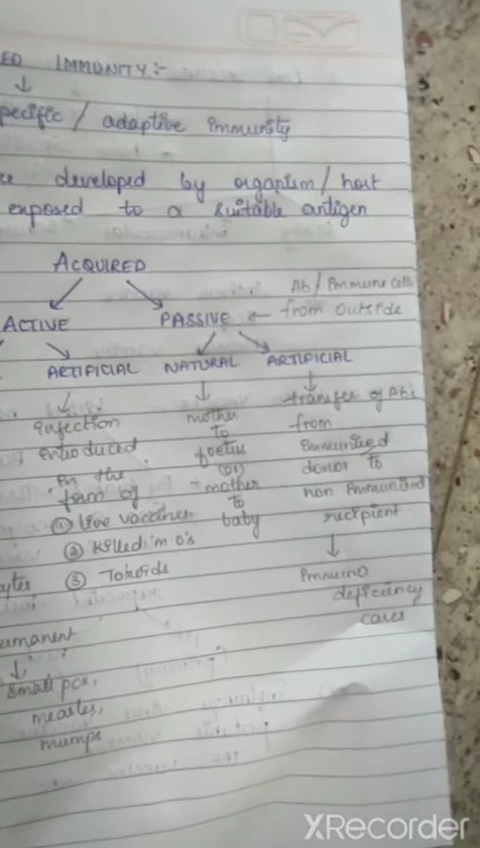 ED IMMUNITY :-
↓
pecific / adaptive immunity
ce developed by organism / host
exposed to a suitable antigen
ACQUIRED
Ab / Immune cells
ACTIVE PASSIVE ← from outside
ARTIFICIAL NATURAL ARTIFICIAL
Infection
introduced
in the
form of
① live vaccines
② killed m.o's
③ Toxoids
mother
to
foetus
(or)
mother
to
baby
transfer of Abs
from
immunized
donor to
non immunized
recipient
↓
Immuno
deficiency
cases
ytes,
ermanent
↓
Small pox,
measles,
mumps
XRecorder